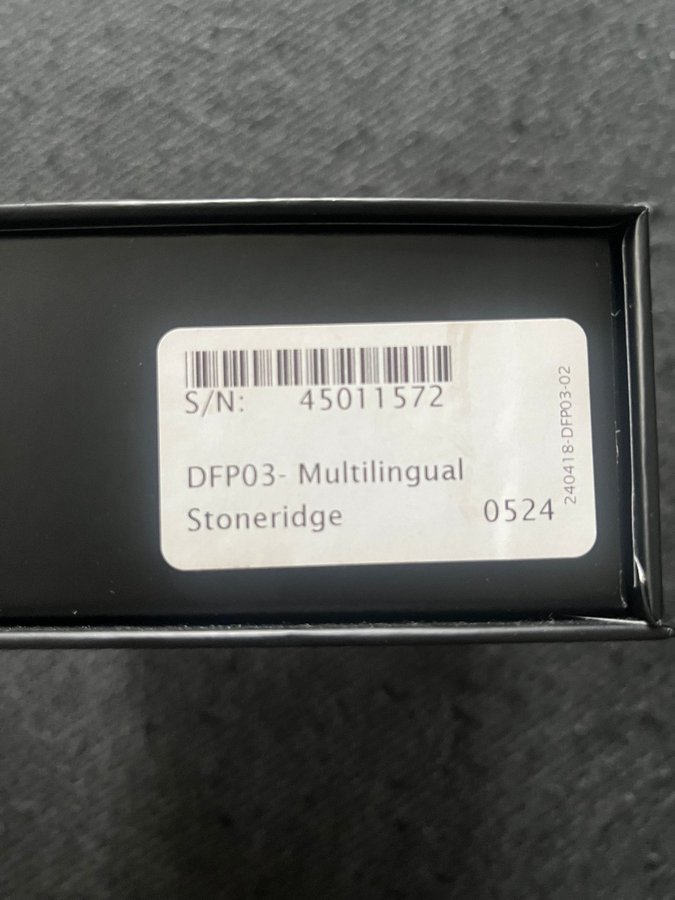 S/N: 45011572
DFP03- Multilingual
Stoneridge 0524
240418-DFP03-02